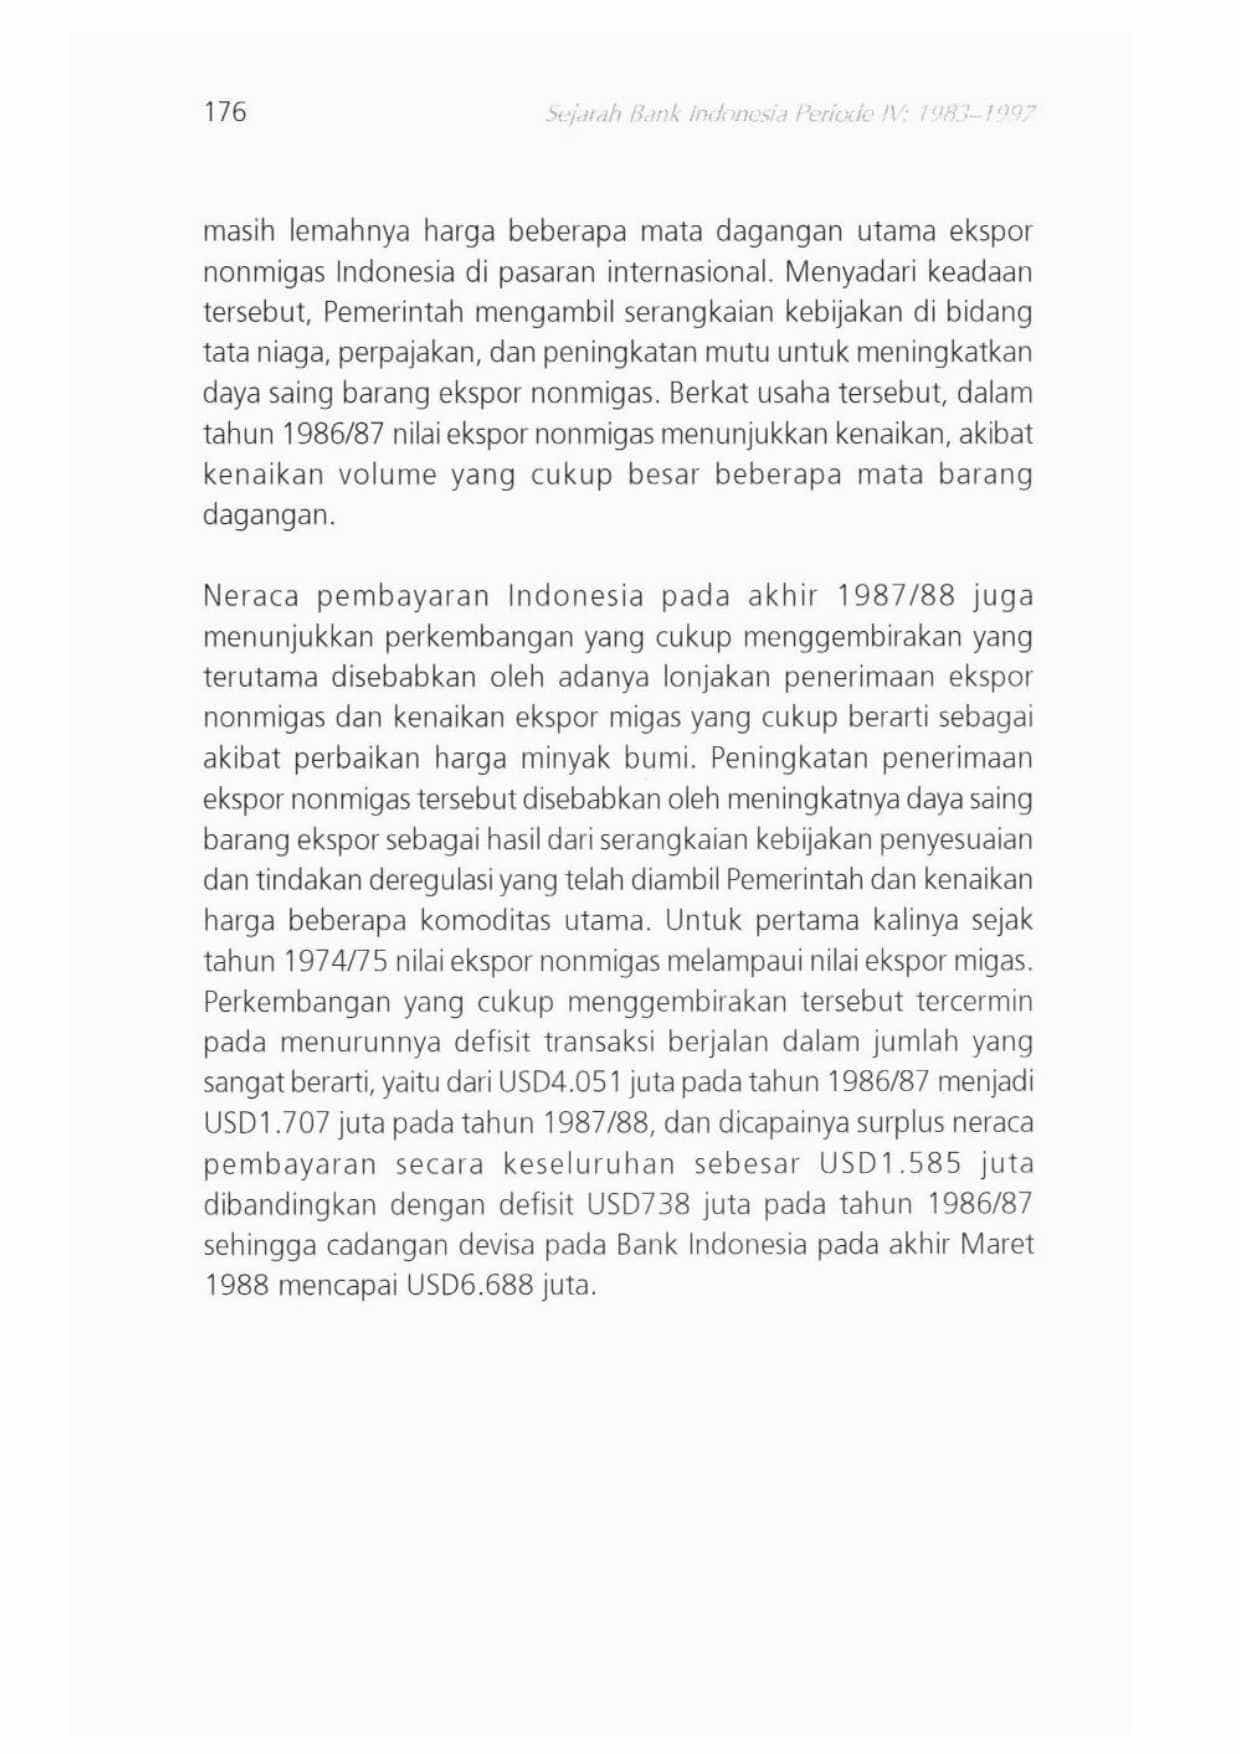 176
Sejarah Bank Indonesia Periode IV: 1983–1997
masih lemahnya harga beberapa mata dagangan utama ekspor
nonmigas Indonesia di pasaran internasional. Menyadari keadaan
tersebut, Pemerintah mengambil serangkaian kebijakan di bidang
tata niaga, perpajakan, dan peningkatan mutu untuk meningkatkan
daya saing barang ekspor nonmigas. Berkat usaha tersebut, dalam
tahun 1986/87 nilai ekspor nonmigas menunjukkan kenaikan, akibat
kenaikan volume yang cukup besar beberapa mata barang
dagangan.
Neraca pembayaran Indonesia pada akhir 1987/88 juga
menunjukkan perkembangan yang cukup menggembirakan yang
terutama disebabkan oleh adanya lonjakan penerimaan ekspor
nonmigas dan kenaikan ekspor migas yang cukup berarti sebagai
akibat perbaikan harga minyak bumi. Peningkatan penerimaan
ekspor nonmigas tersebut disebabkan oleh meningkatnya daya saing
barang ekspor sebagai hasil dari serangkaian kebijakan penyesuaian
dan tindakan deregulasi yang telah diambil Pemerintah dan kenaikan
harga beberapa komoditas utama. Untuk pertama kalinya sejak
tahun 1974/75 nilai ekspor nonmigas melampaui nilai ekspor migas.
Perkembangan yang cukup menggembirakan tersebut tercermin
pada menurunnya defisit transaksi berjalan dalam jumlah yang
sangat berarti, yaitu dari USD4.051 juta pada tahun 1986/87 menjadi
USD1.707 juta pada tahun 1987/88, dan dicapainya surplus neraca
pembayaran secara keseluruhan sebesar USD1.585 juta
dibandingkan dengan defisit USD738 juta pada tahun 1986/87
sehingga cadangan devisa pada Bank Indonesia pada akhir Maret
1988 mencapai USD6.688 juta.